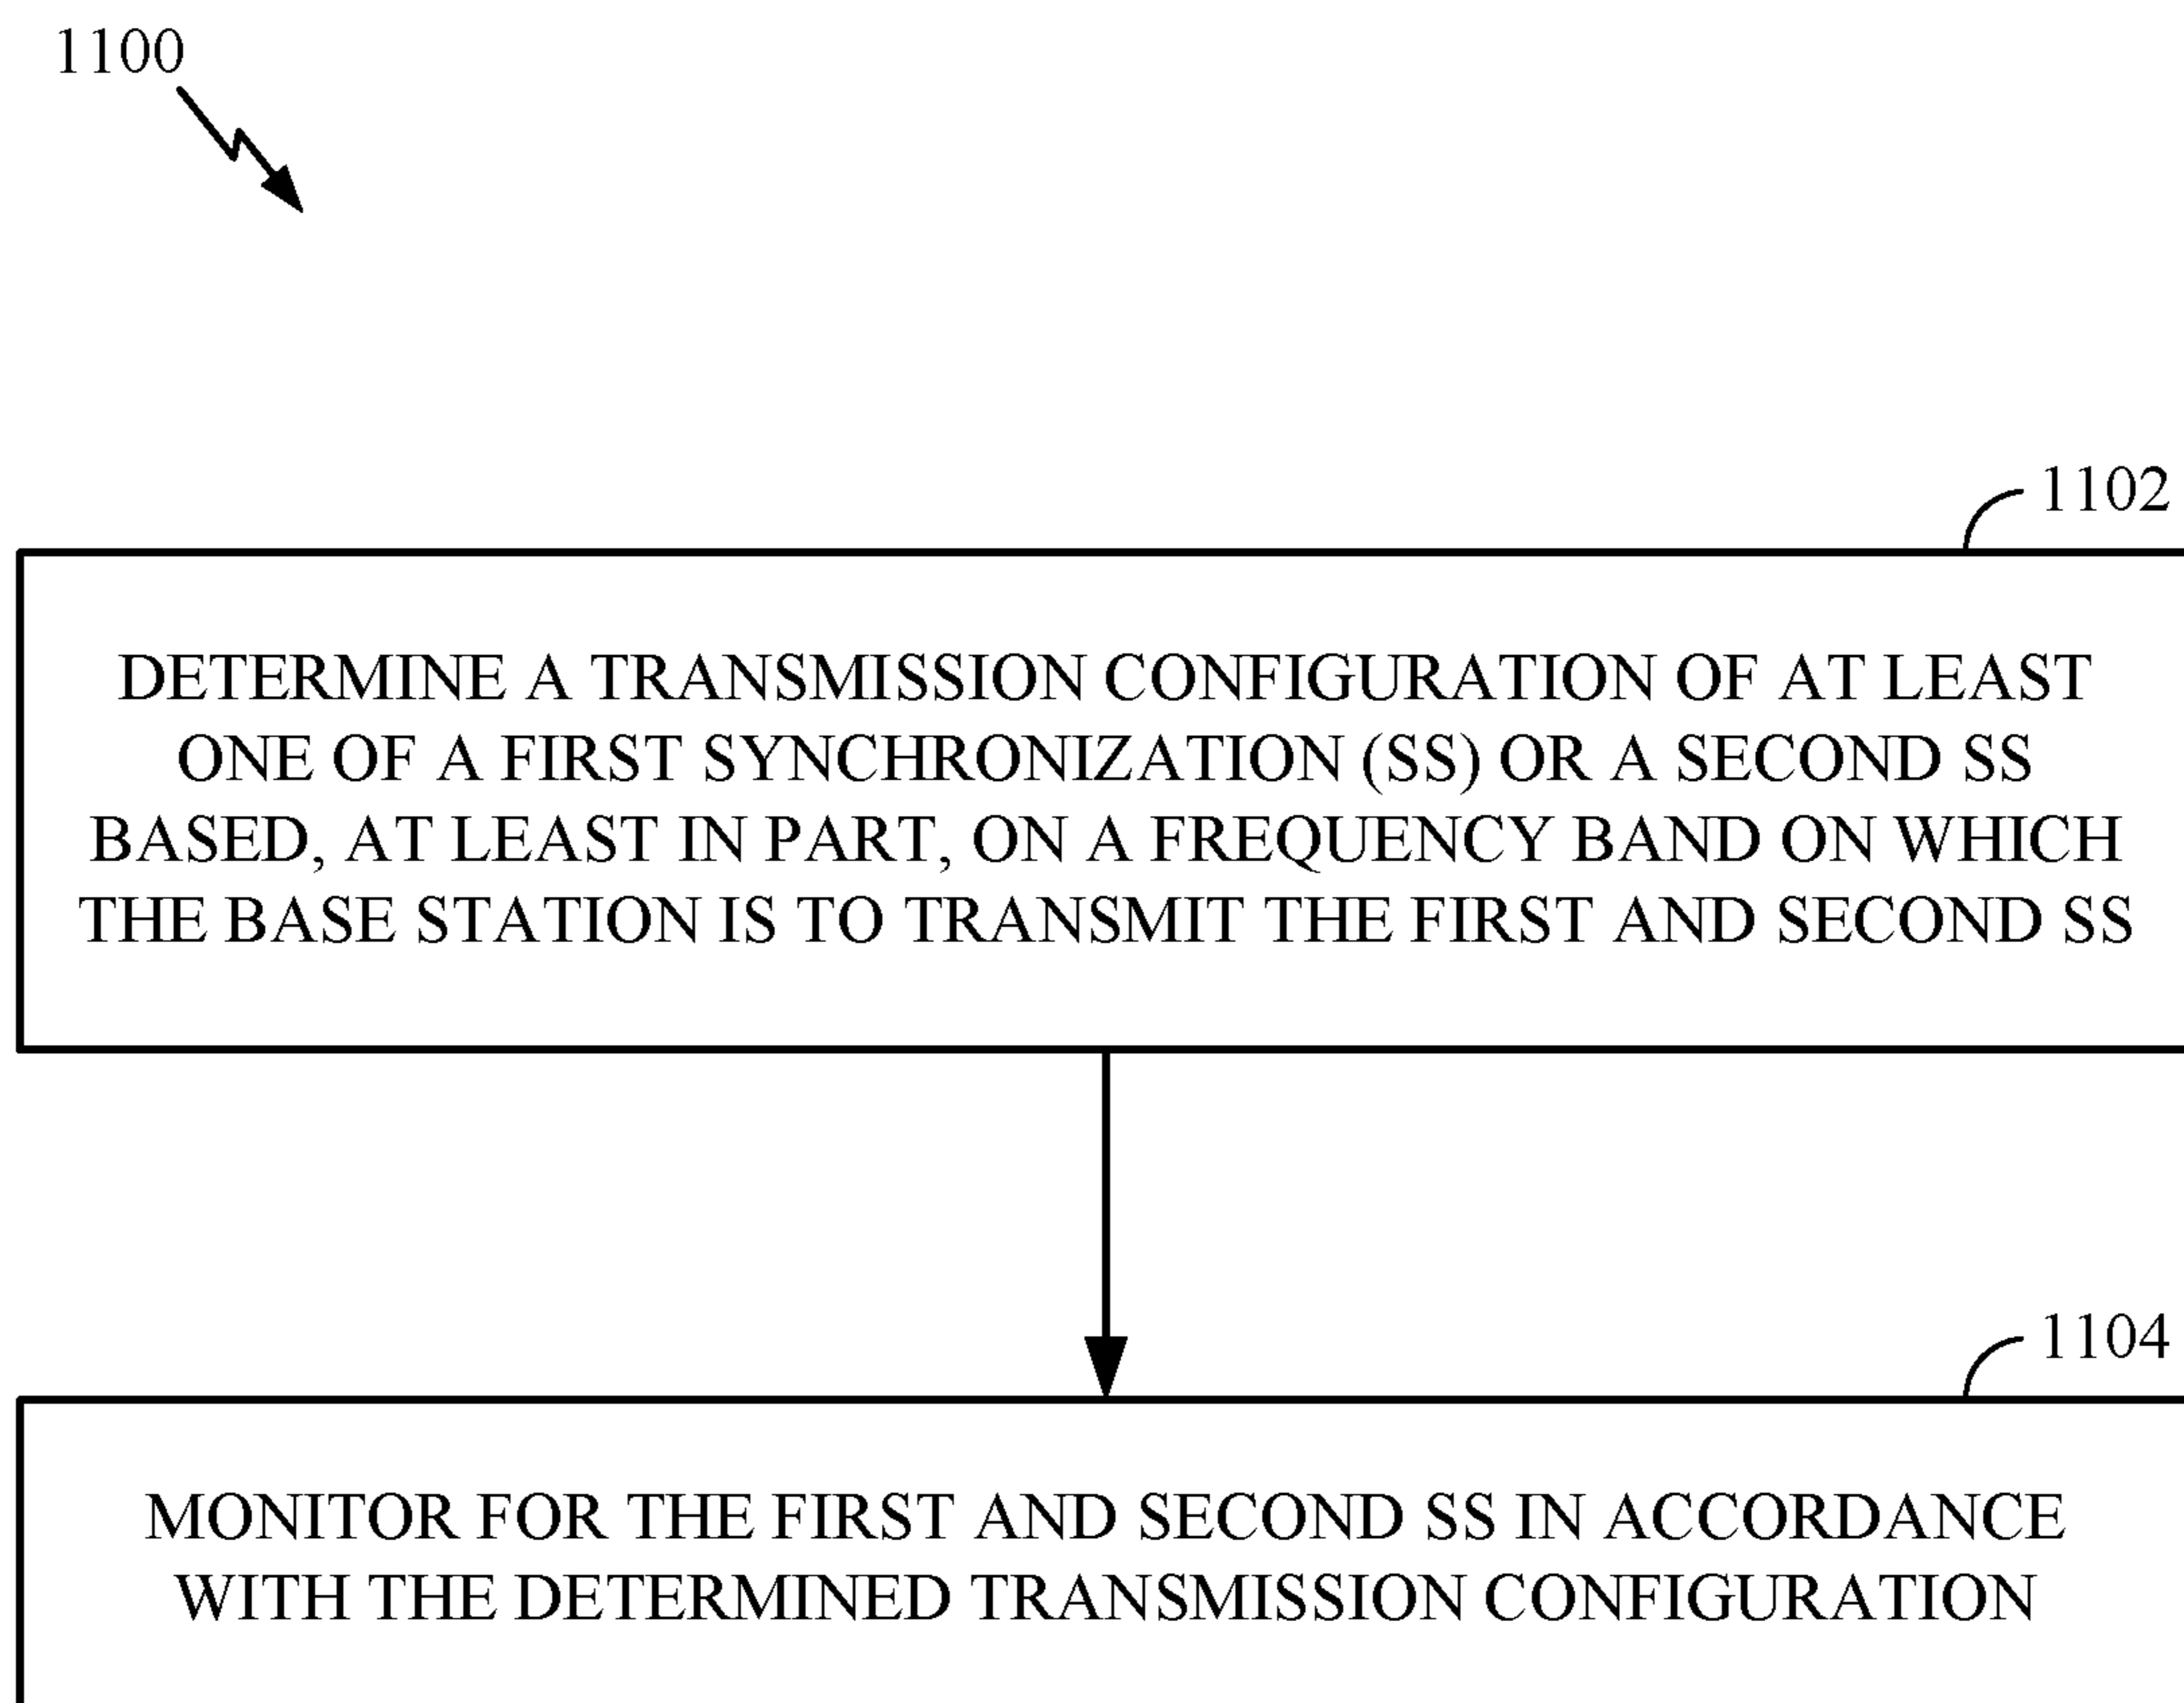 1100
1102
DETERMINE A TRANSMISSION CONFIGURATION OF AT LEAST
ONE OF A FIRST SYNCHRONIZATION (SS) OR A SECOND SS
BASED, AT LEAST IN PART, ON A FREQUENCY BAND ON WHICH
THE BASE STATION IS TO TRANSMIT THE FIRST AND SECOND SS
1104
MONITOR FOR THE FIRST AND SECOND SS IN ACCORDANCE
WITH THE DETERMINED TRANSMISSION CONFIGURATION